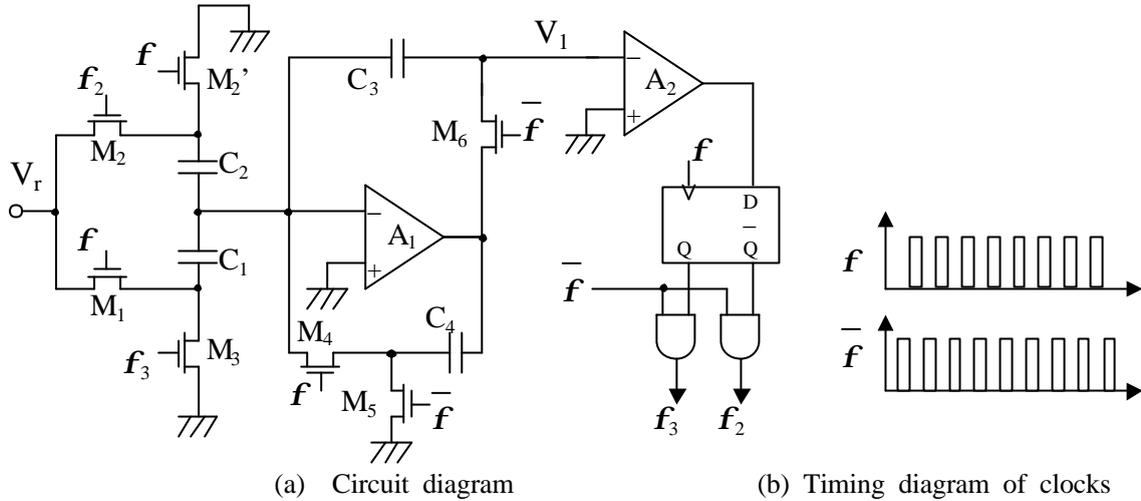 V₁
f
M₂'
C₃
A₂
−
+
f₂
M₂
M₆
f̄
C₂
f
Vᵣ
D
A₁
−
+
f
C₁
Q
Q̄
f
M₁
f̄
C₄
M₄
f₃
M₃
f
M₅
f̄
f̄
f₃
f₂
(a) Circuit diagram
(b) Timing diagram of clocks